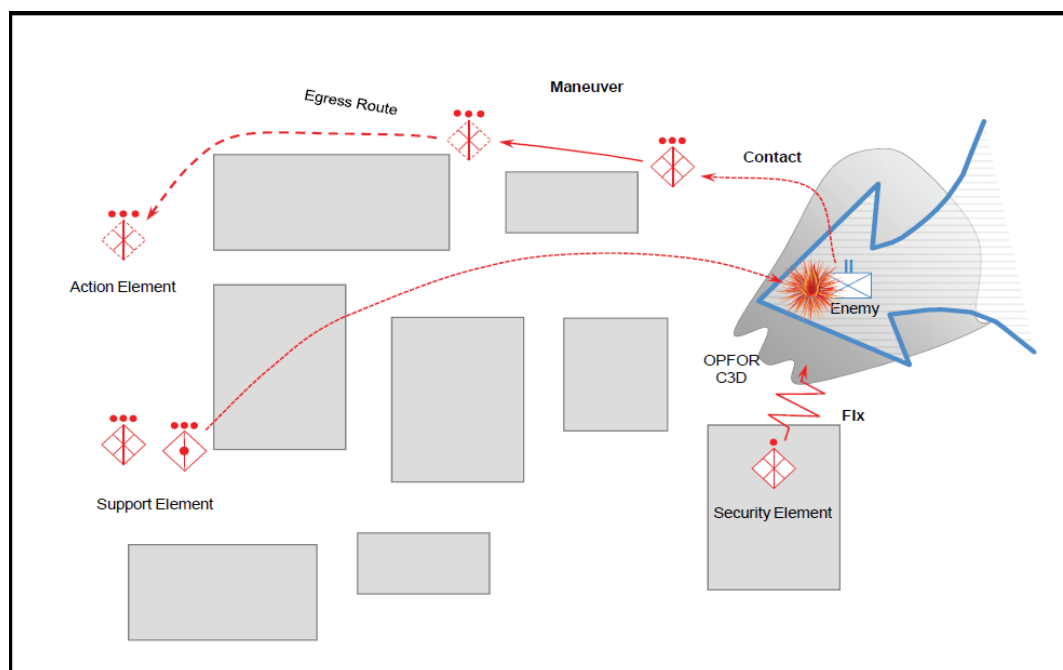 Maneuver
Egress Route
Contact
Action Element
Enemy
OPFOR
C3D
FIx
Support Element
Security Element